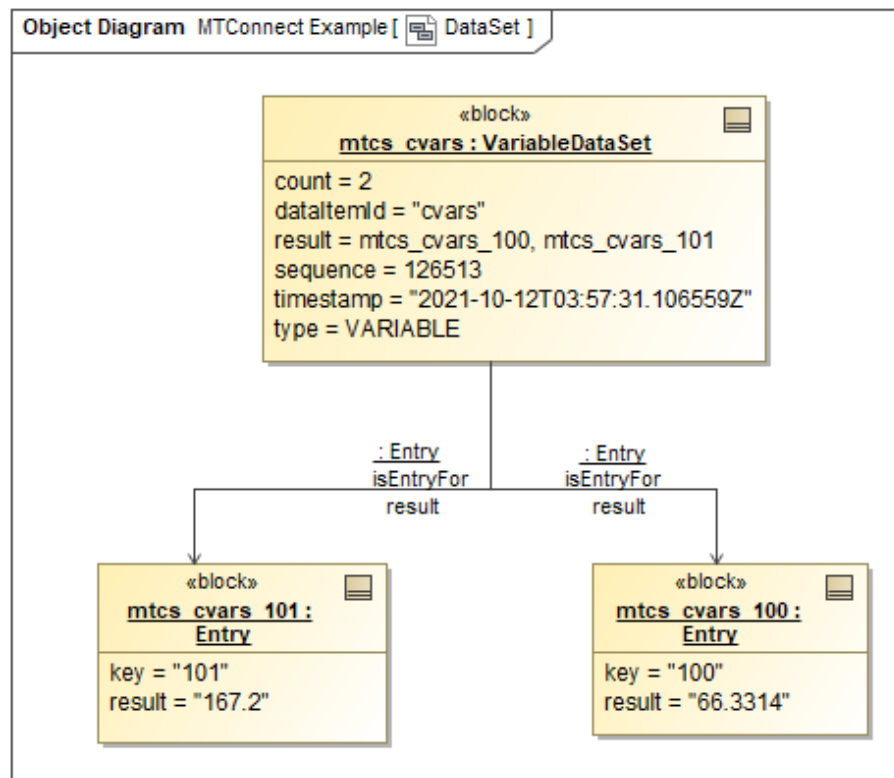 Object Diagram MTConnect Example [ DataSet ]
«block»
mtcs_cvars : VariableDataSet
count = 2
dataItemId = "cvars"
result = mtcs_cvars_100, mtcs_cvars_101
sequence = 126513
timestamp = "2021-10-12T03:57:31.106559Z"
type = VARIABLE
: Entry
isEntryFor
result
: Entry
isEntryFor
result
«block»
mtcs_cvars_101 :
Entry
key = "101"
result = "167.2"
«block»
mtcs_cvars_100 :
Entry
key = "100"
result = "66.3314"